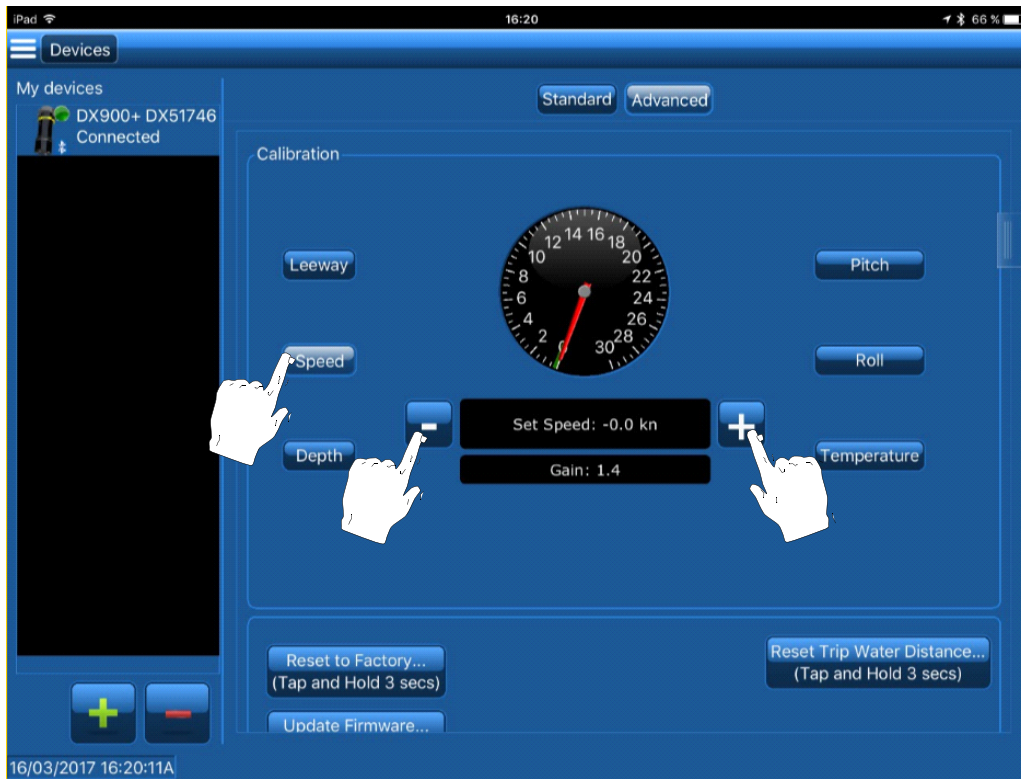 iPad 16:20 66 %
Devices
My devices
DX900+ DX51746
Connected
Standard Advanced
Calibration
Leeway
Speed
Depth
0 2 4 6 8 10 12 14 16 18 20 22 24 26 28 30
Set Speed: -0.0 kn
- +
Gain: 1.4
Pitch
Roll
Temperature
Reset to Factory...
(Tap and Hold 3 secs)
Update Firmware...
Reset Trip Water Distance...
(Tap and Hold 3 secs)
+ -
16/03/2017 16:20:11A